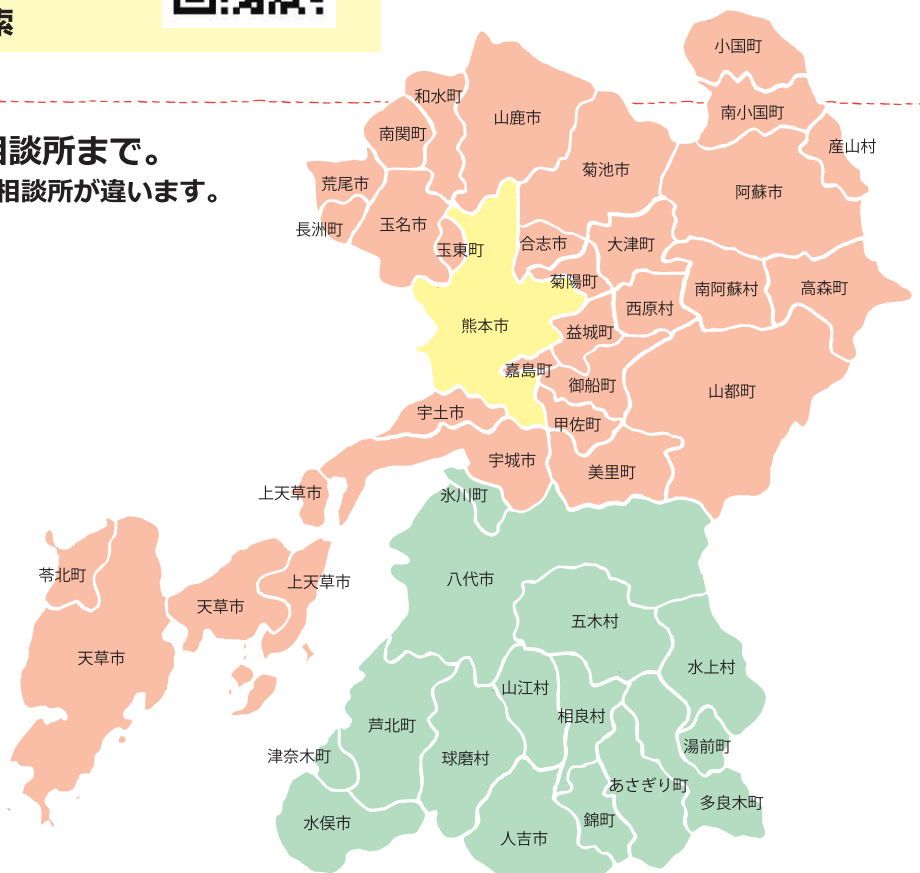 索
相談所まで。
相談所が違います。
小国町
和水町
南小国町
山鹿市
南関町
産山村
菊池市
荒尾市
阿蘇市
玉名市
長洲町
合志市
大津町
玉東町
菊陽町
南阿蘇村
高森町
西原村
熊本市
益城町
嘉島町
御船町
山都町
宇土市
甲佐町
宇城市
美里町
上天草市
氷川町
苓北町
八代市
上天草市
天草市
五木村
天草市
水上村
山江村
相良村
芦北町
湯前町
津奈木町
球磨村
あさぎり町
多良木町
水俣市
錦町
人吉市